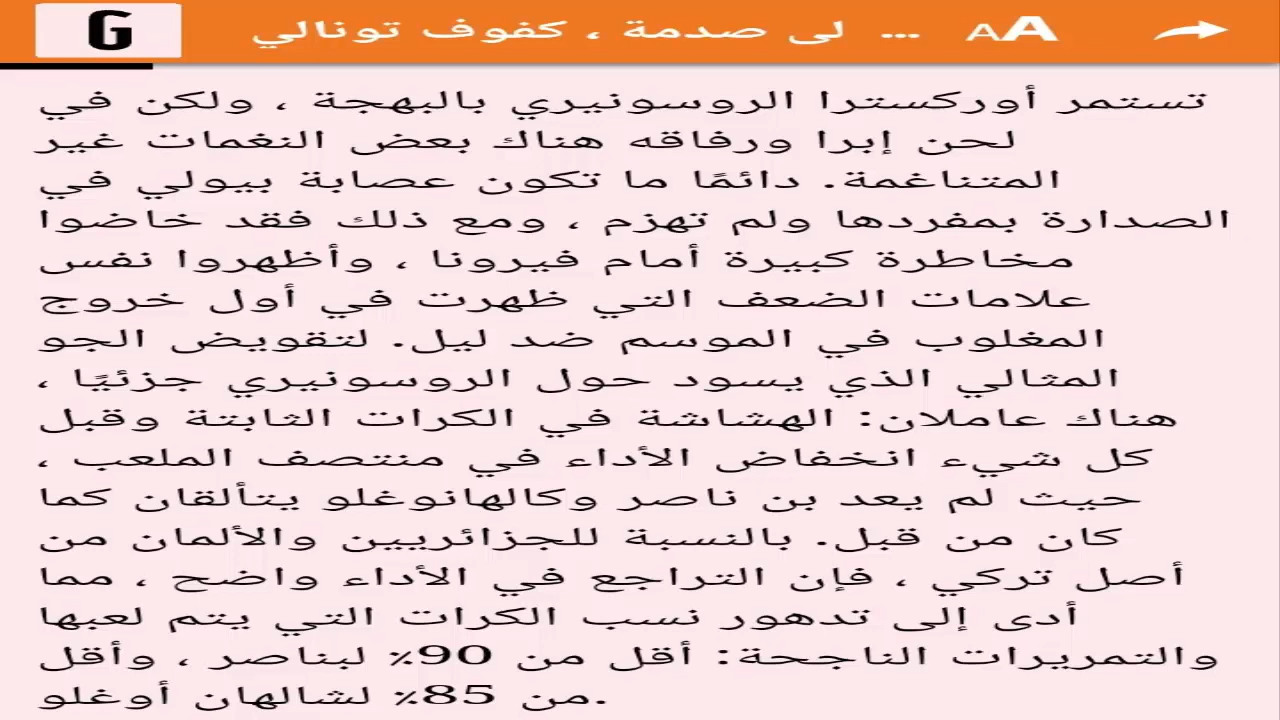 G
... لى صدمة ، كفوف تونالي
AA
تستمر أوركسترا الروسونيري بالبهجة ، ولكن في
لحن إبرا ورفاقه هناك بعض النغمات غير
المتناغمة. دائمًا ما تكون عصابة بيولي في
الصدارة بمفردها ولم تهزم ، ومع ذلك فقد خاضوا
مخاطرة كبيرة أمام فيرونا ، وأظهروا نفس
علامات الضعف التي ظهرت في أول خروج
المغلوب في الموسم ضد ليل. لتقويض الجو
المثالي الذي يسود حول الروسونيري جزئيًا ،
هناك عاملان: الهشاشة في الكرات الثابتة وقبل
كل شيء انخفاض الأداء في منتصف الملعب ،
حيث لم يعد بن ناصر وكالهانوغلو يتألقان كما
كان من قبل. بالنسبة للجزائريين والألمان من
أصل تركي ، فإن التراجع في الأداء واضح ، مما
أدى إلى تدهور نسب الكرات التي يتم لعبها
والتمريرات الناجحة: أقل من 90٪ لبناصر ، وأقل
من 85٪ لشالهان أوغلو.